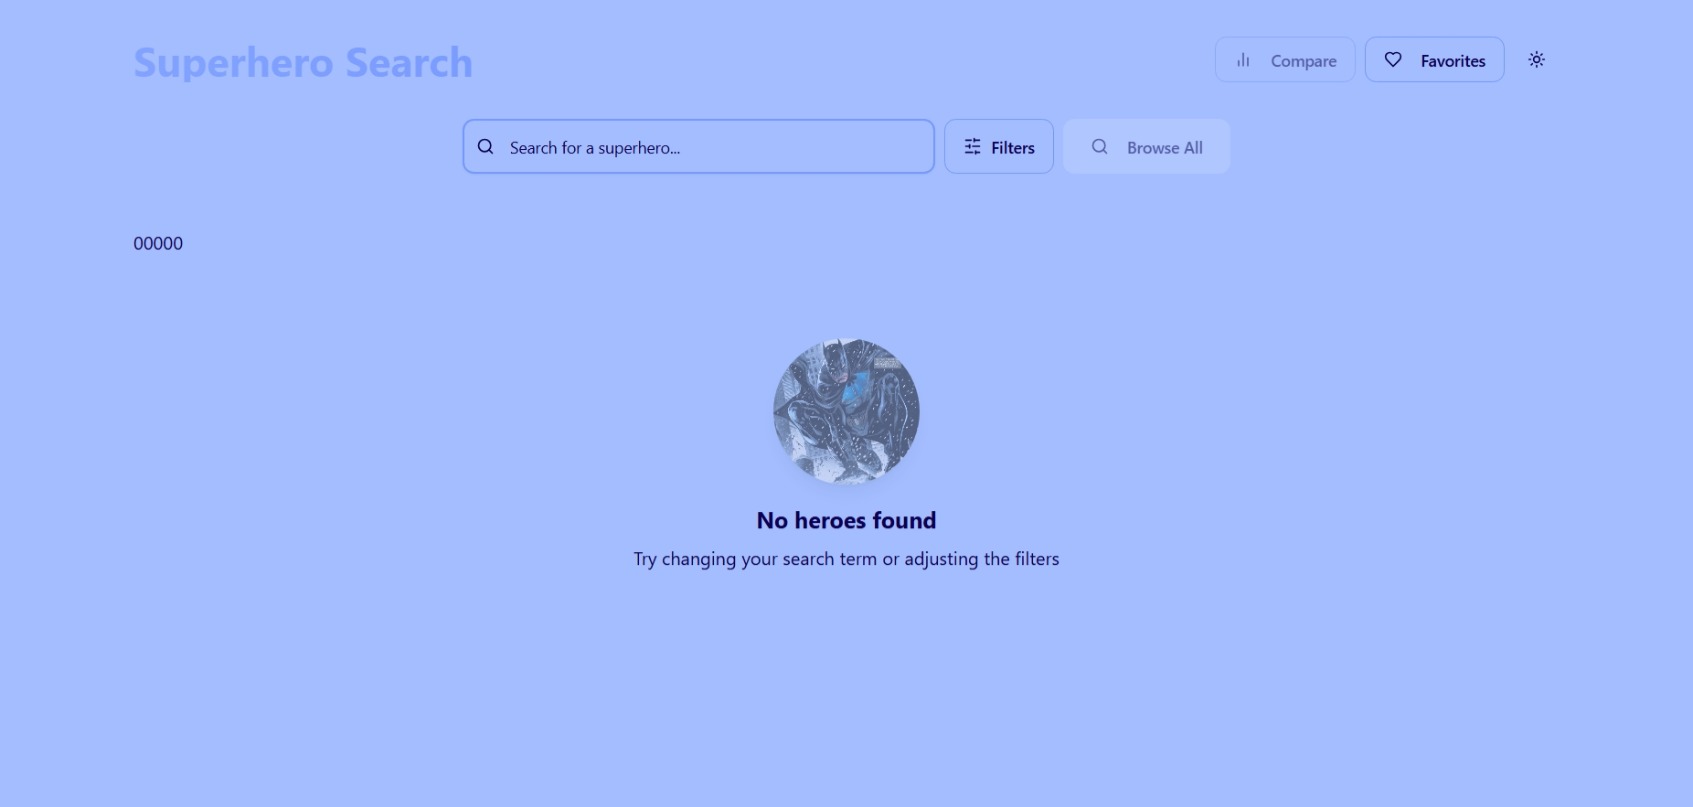 Superhero Search
Compare
Favorites
Search for a superhero...
Filters
Browse All
00000
No heroes found
Try changing your search term or adjusting the filters